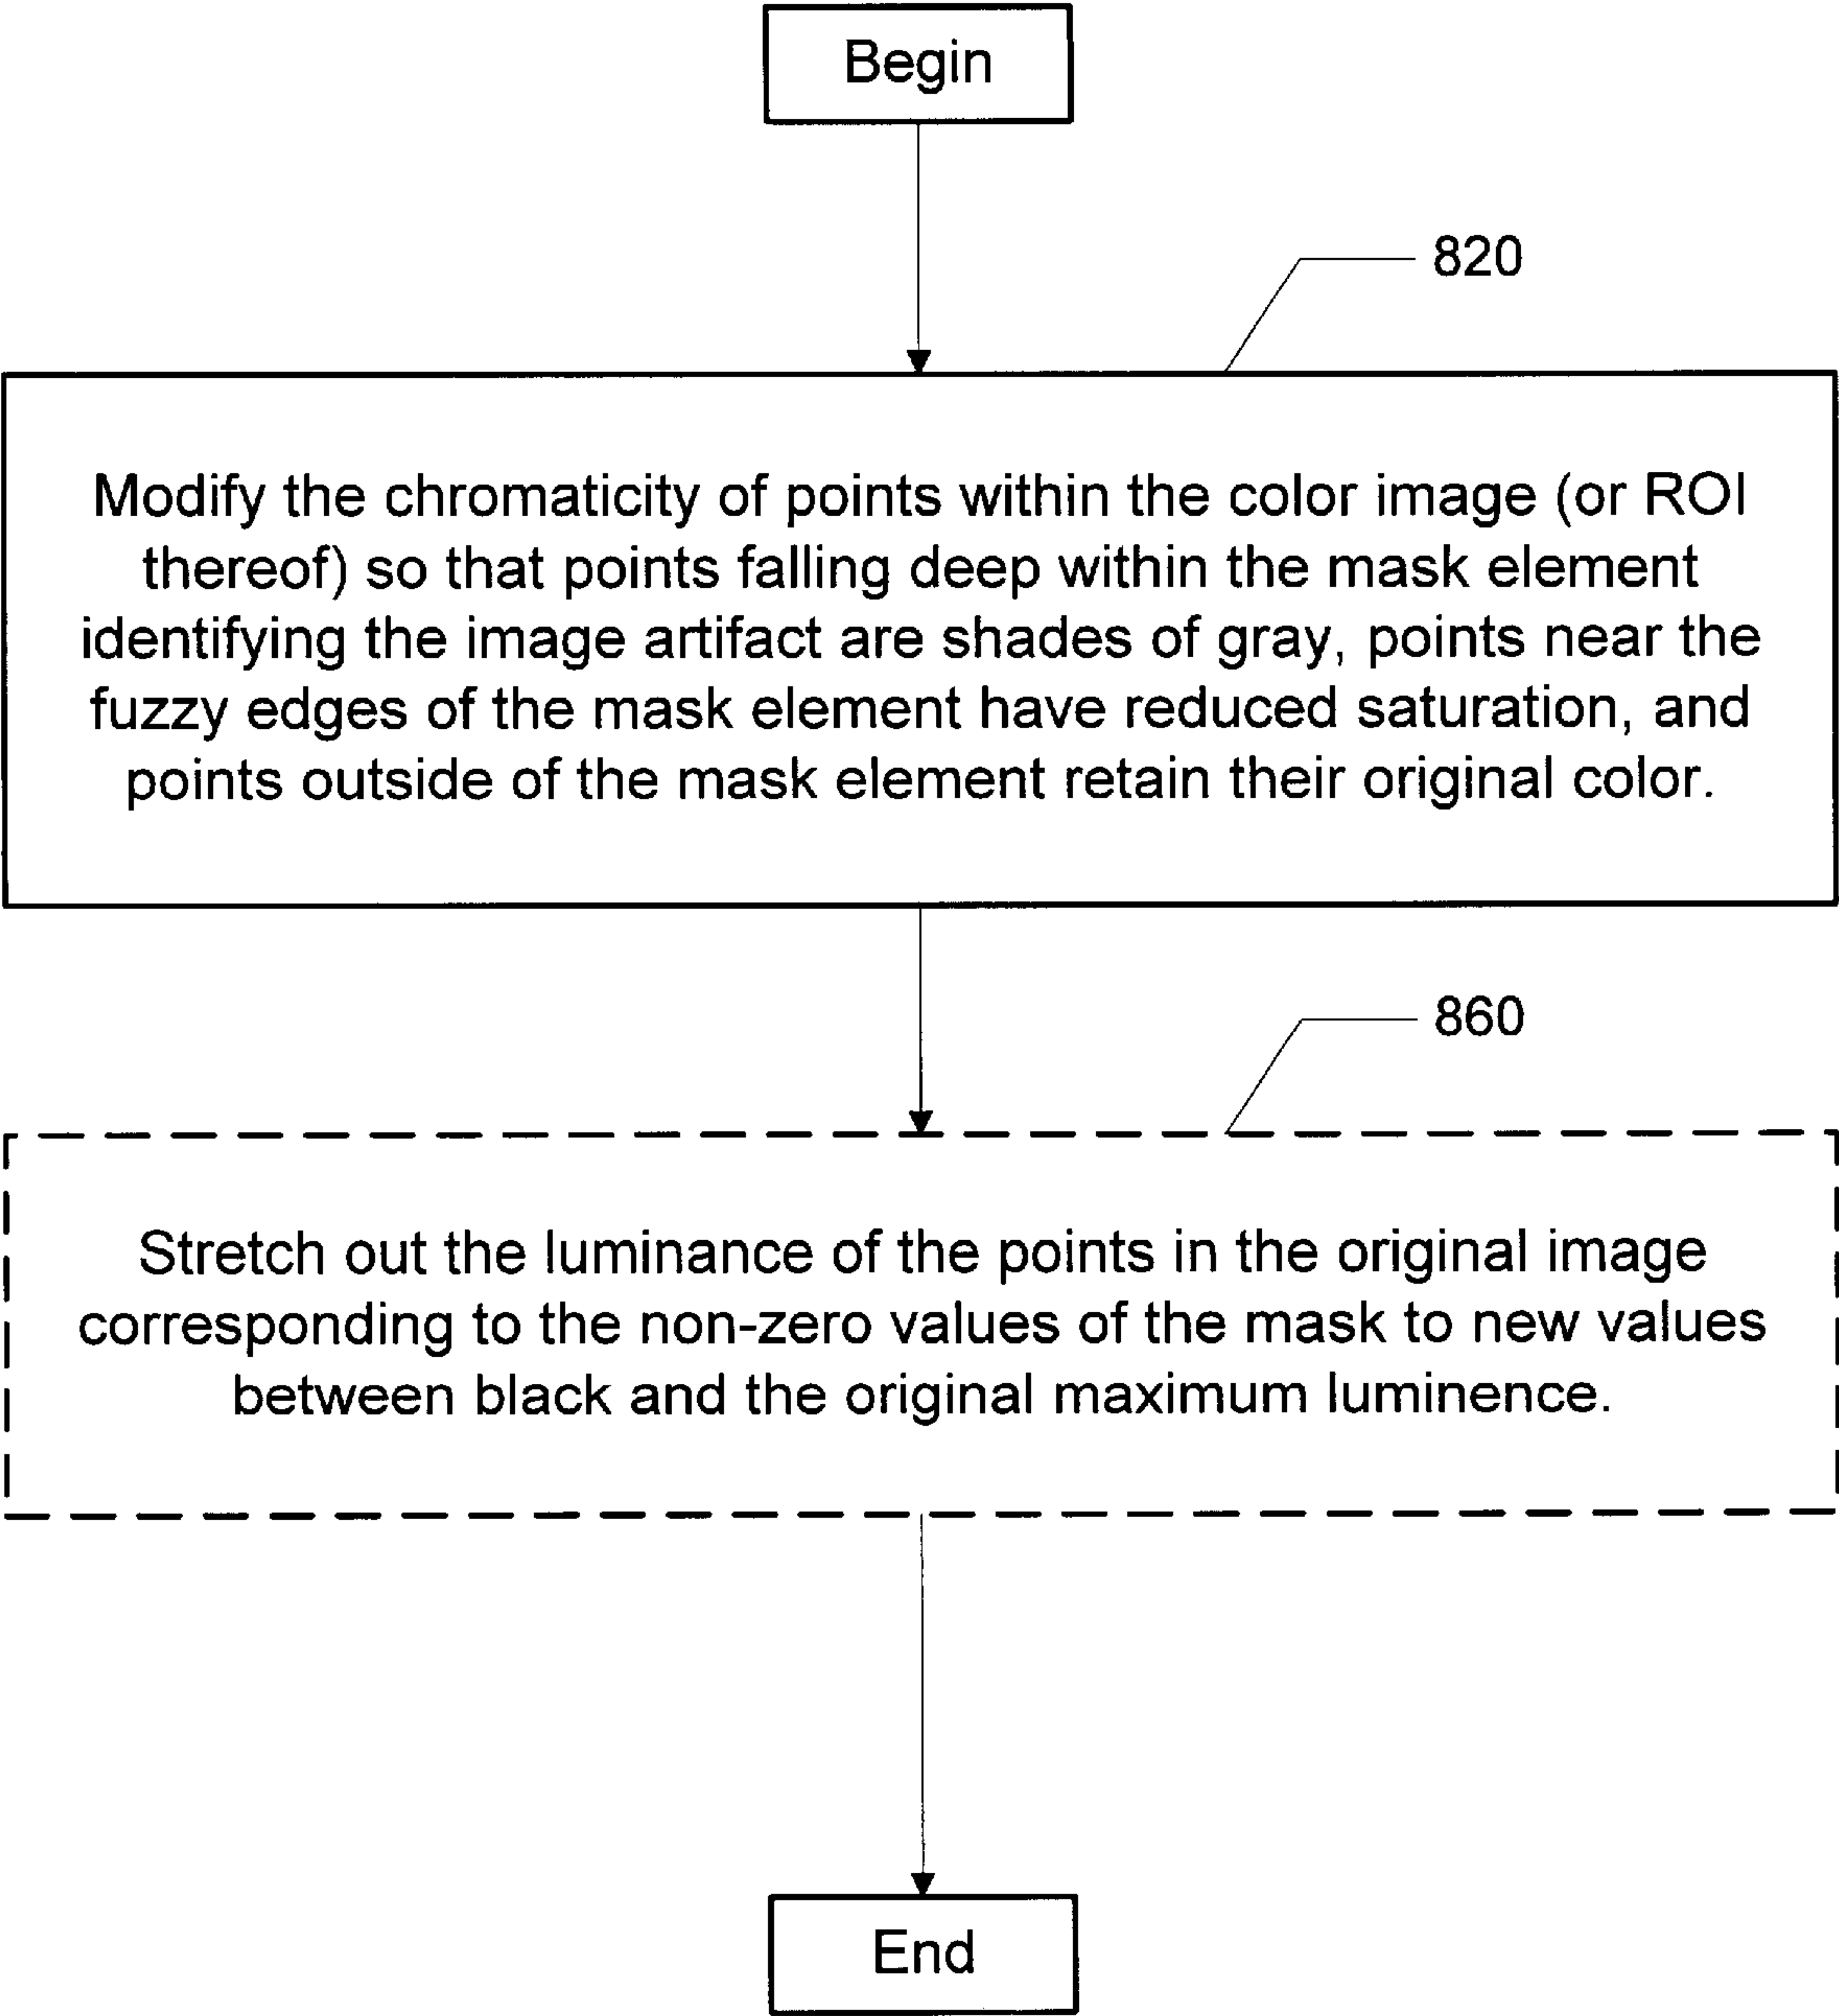 Begin
820
Modify the chromaticity of points within the color image (or ROI
thereof) so that points falling deep within the mask element
identifying the image artifact are shades of gray, points near the
fuzzy edges of the mask element have reduced saturation, and
points outside of the mask element retain their original color.
860
Stretch out the luminance of the points in the original image
corresponding to the non-zero values of the mask to new values
between black and the original maximum luminence.
End